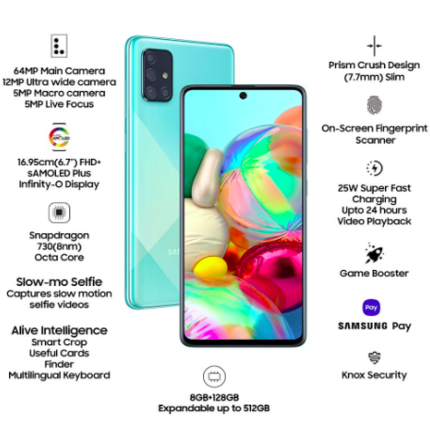 64MP Main Camera
12MP Ultra wide camera
5MP Macro camera
5MP Live Focus
16.95cm(6.7") FHD+
sAMOLED Plus
Infinity-O Display
Snapdragon
730(8nm)
Octa Core
Slow-mo Selfie
Captures slow motion
selfie videos
Alive Intelligence
Smart Crop
Useful Cards
Finder
Multilingual Keyboard
Prism Crush Design
(7.7mm) Slim
On-Screen Fingerprint
Scanner
25W Super Fast
Charging
Upto 24 hours
Video Playback
Game Booster
Pay
SAMSUNG Pay
Knox Security
8GB+128GB
Expandable up to 512GB